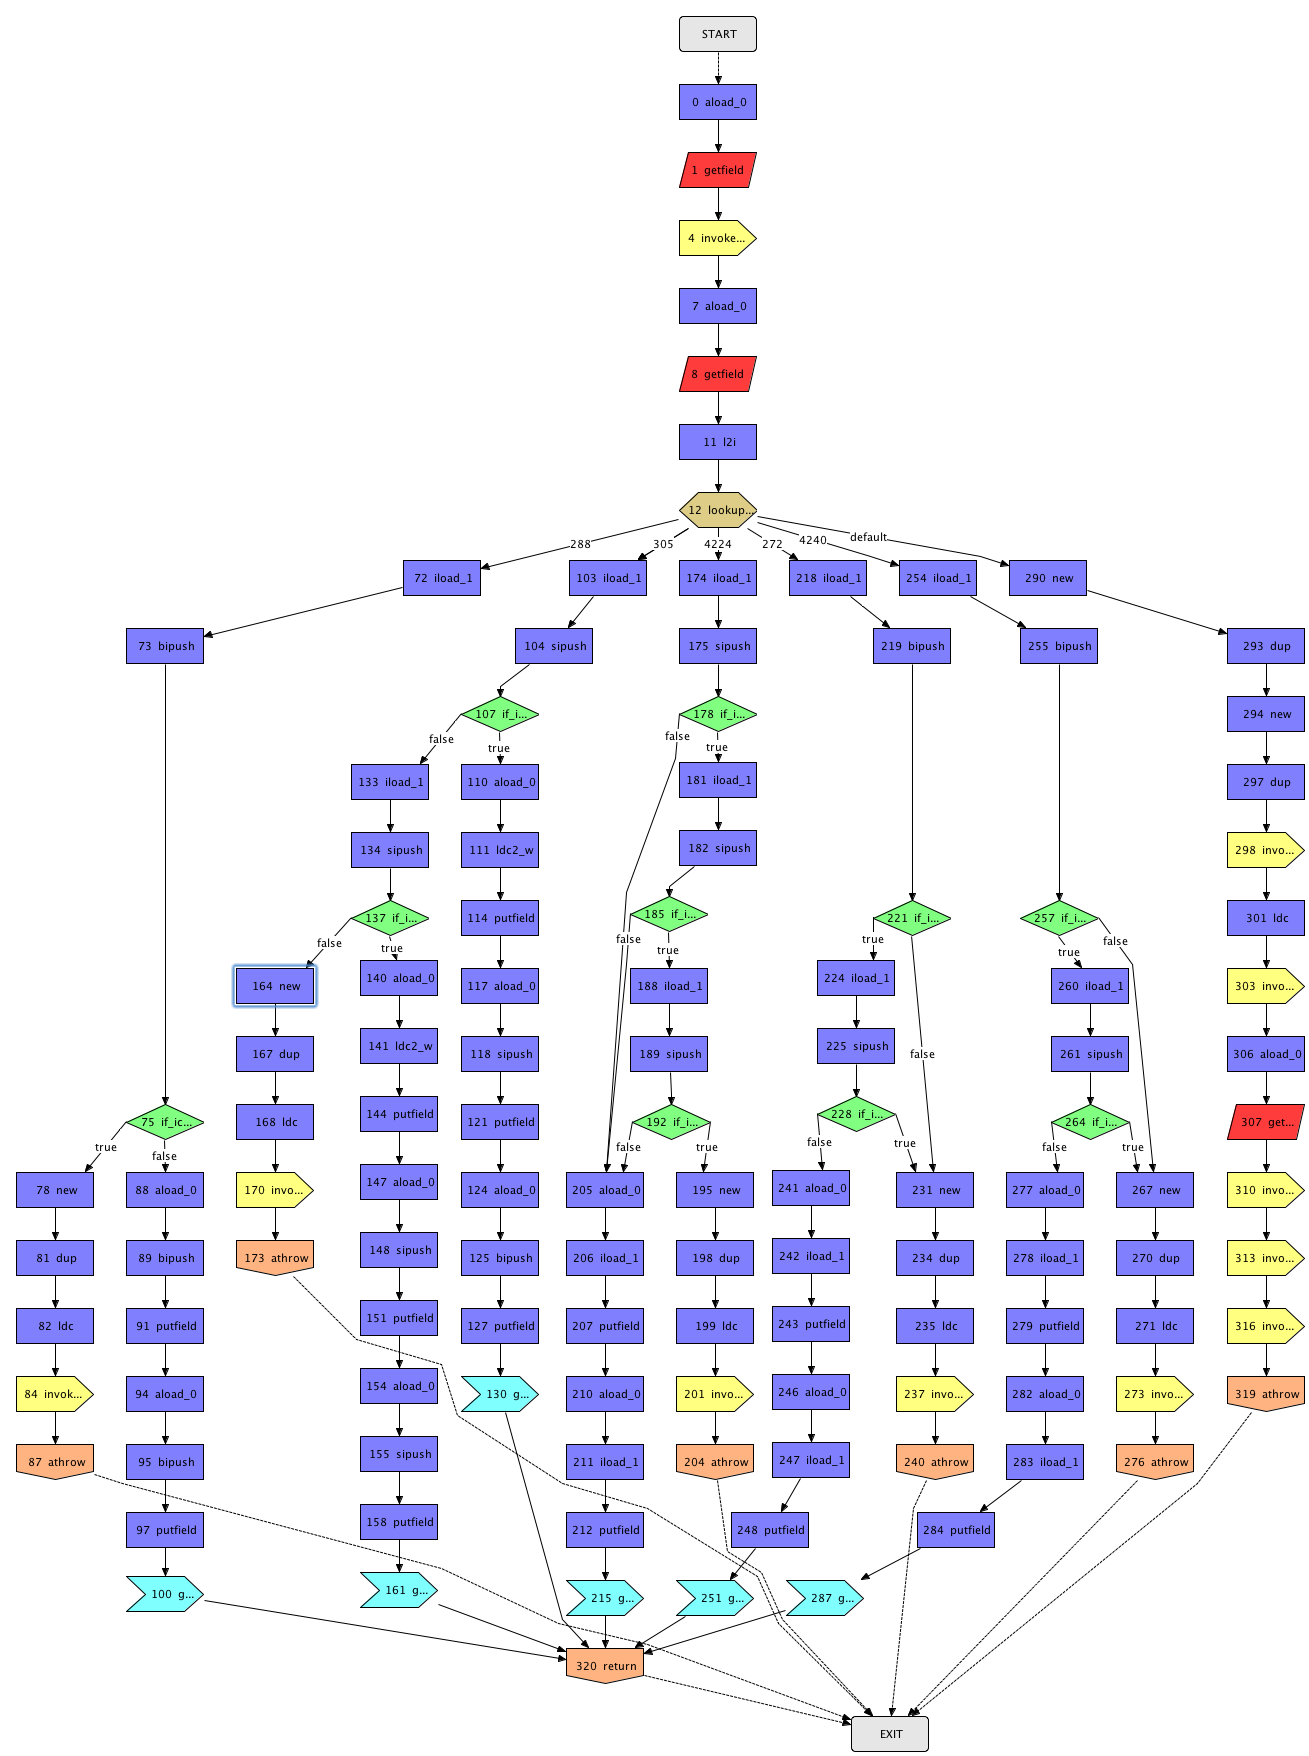 START
0 aload_0
1 getfield
4 invoke...
7 aload_0
8 getfield
11 l2i
12 lookup...
288
305
4224
272
4240
default
72 iload_1
103 iload_1
174 iload_1
218 iload_1
254 iload_1
290 new
73 bipush
104 sipush
175 sipush
219 bipush
255 bipush
293 dup
107 if_i...
178 if_i...
294 new
false
true
false
true
133 iload_1
110 aload_0
181 iload_1
297 dup
134 sipush
111 ldc2_w
182 sipush
298 invo...
137 if_i...
114 putfield
185 if_i...
221 if_i...
257 if_i...
301 ldc
false
true
false
true
true
true
false
164 new
140 aload_0
117 aload_0
188 iload_1
224 iload_1
260 iload_1
303 invo...
167 dup
141 ldc2_w
118 sipush
189 sipush
225 sipush
false
261 sipush
306 aload_0
75 if_ic...
168 ldc
144 putfield
121 putfield
192 if_i...
228 if_i...
264 if_i...
307 get...
true
false
false
true
false
true
false
true
78 new
88 aload_0
170 invo...
147 aload_0
124 aload_0
205 aload_0
195 new
241 aload_0
231 new
277 aload_0
267 new
310 invo...
81 dup
89 bipush
173 athrow
148 sipush
125 bipush
206 iload_1
198 dup
242 iload_1
234 dup
278 iload_1
270 dup
313 invo...
82 ldc
91 putfield
151 putfield
127 putfield
207 putfield
199 ldc
243 putfield
235 ldc
279 putfield
271 ldc
316 invo...
84 invok...
94 aload_0
154 aload_0
130 g...
210 aload_0
201 invo...
246 aload_0
237 invo...
282 aload_0
273 invo...
319 athrow
87 athrow
95 bipush
155 sipush
211 iload_1
204 athrow
247 iload_1
240 athrow
283 iload_1
276 athrow
97 putfield
158 putfield
212 putfield
248 putfield
284 putfield
100 g...
161 g...
215 g...
251 g...
287 g...
320 return
EXIT